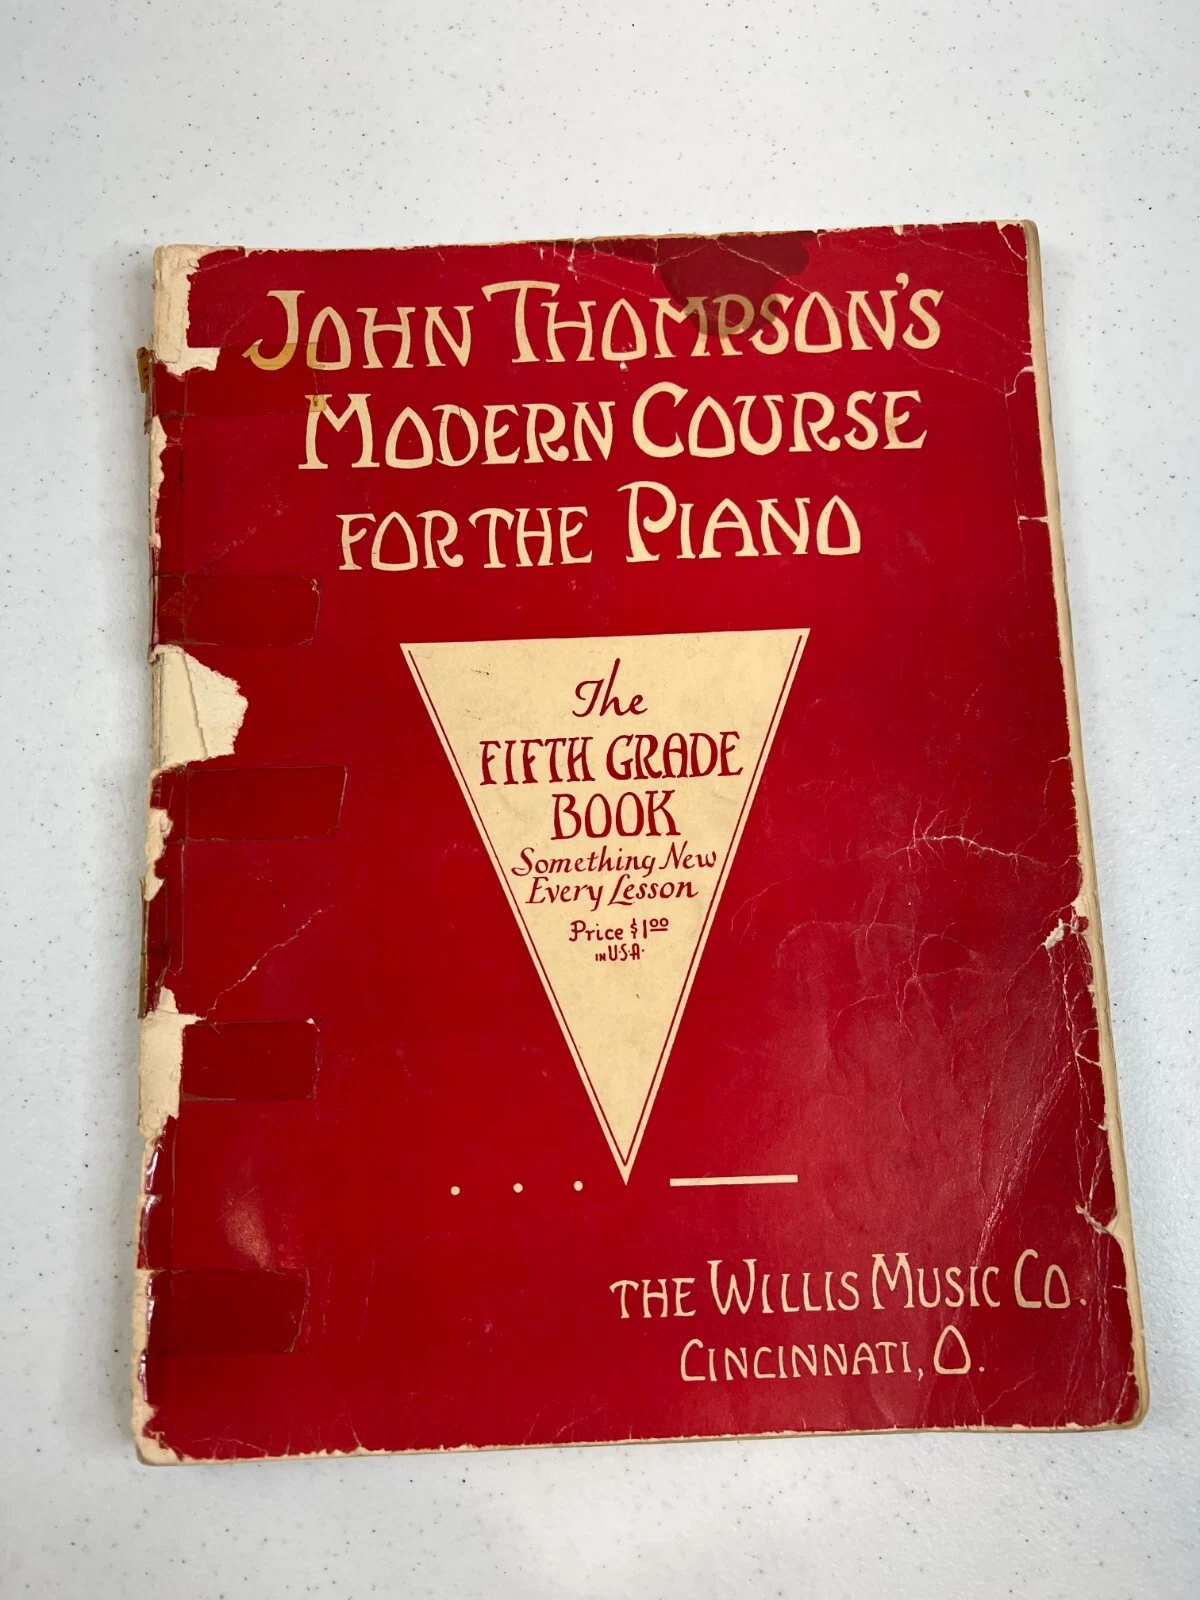 JOHN THOMPSON'S
MODERN COURSE
FOR THE PIANO
The
FIFTH GRADE
BOOK
Something New
Every Lesson
Price $1.00
IN U.S.A.
THE WILLIS MUSIC CO.
CINCINNATI, O.